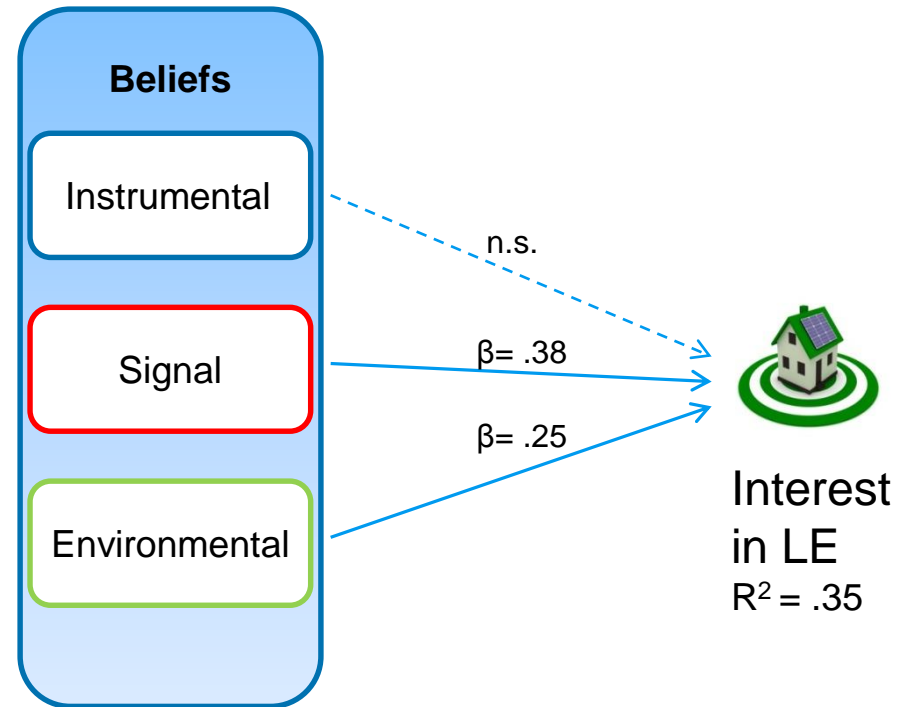 Beliefs
Instrumental
n.s.
Signal
β= .38
β= .25
Environmental
Interest
in LE
R² = .35